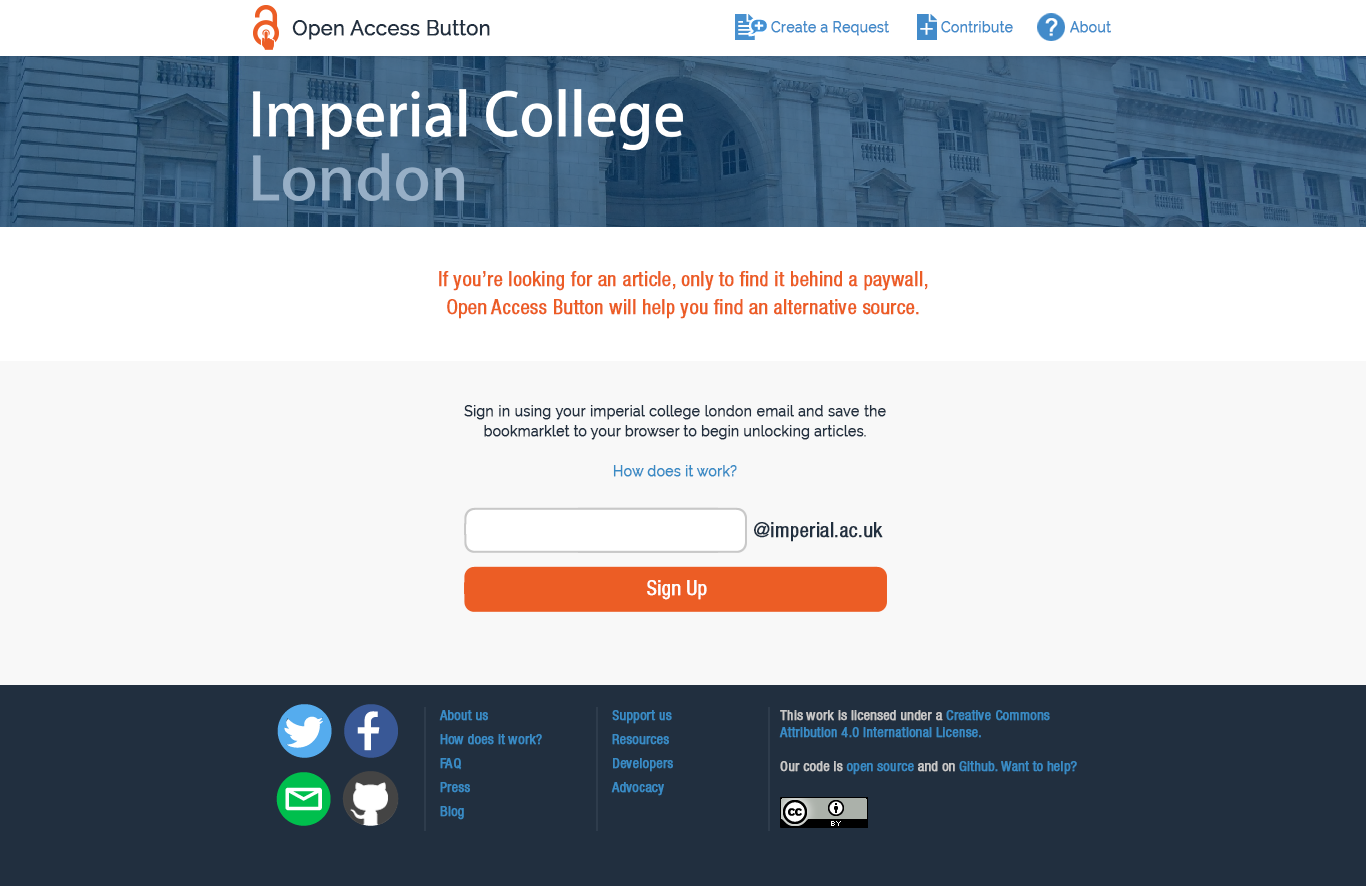 Open Access Button
Create a Request
Contribute
? About
Imperial College
London
If you’re looking for an article, only to find it behind a paywall,
Open Access Button will help you find an alternative source.
Sign in using your imperial college london email and save the
bookmarklet to your browser to begin unlocking articles.
How does it work?
@imperial.ac.uk
Sign Up
About us
How does it work?
FAQ
Press
Blog
Support us
Resources
Developers
Advocacy
This work is licensed under a Creative Commons
Attribution 4.0 International License.
Our code is open source and on Github. Want to help?
cc
BY